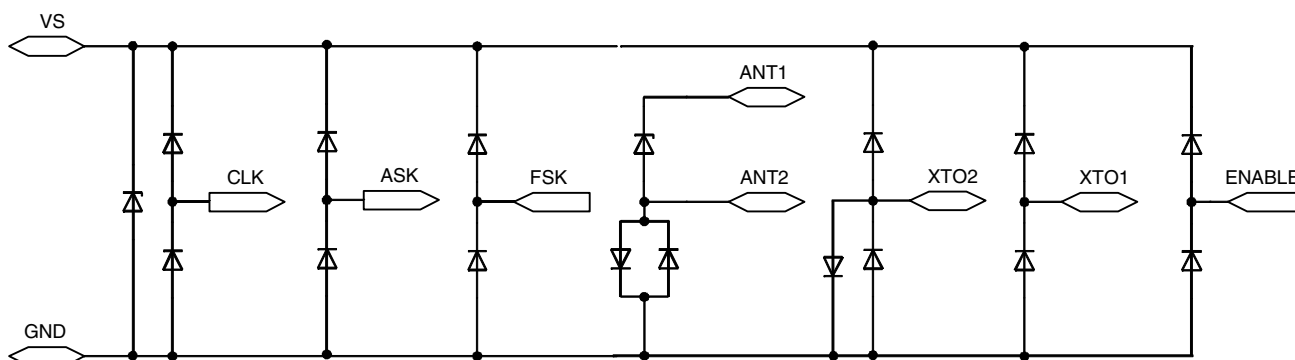 VS
ANT1
CLK
ASK
FSK
ANT2
XTO2
XTO1
ENABLE
GND